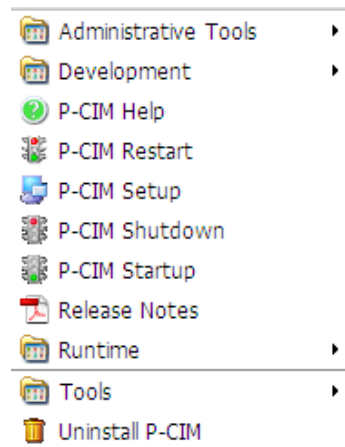 Administrative Tools
Development
P-CIM Help
P-CIM Restart
P-CIM Setup
P-CIM Shutdown
P-CIM Startup
Release Notes
Runtime
Tools
Uninstall P-CIM